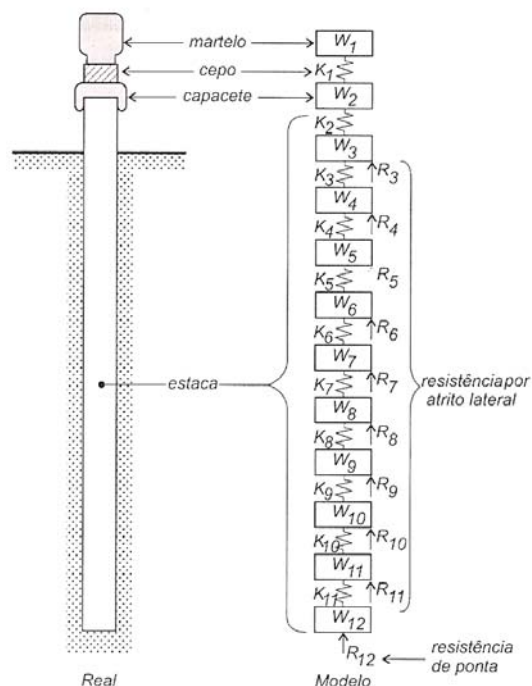 martelo
W1
cepo
K1
capacete
W2
K2
W3
R3
K3
W4
R4
K4
W5
R5
K5
W6
R6
K6
W7
R7
estaca
resistência por
atrito lateral
K7
W8
R8
K8
W9
R9
K9
W10
R10
K10
W11
R11
K11
W12
R12
resistência
de ponta
Real
Modelo